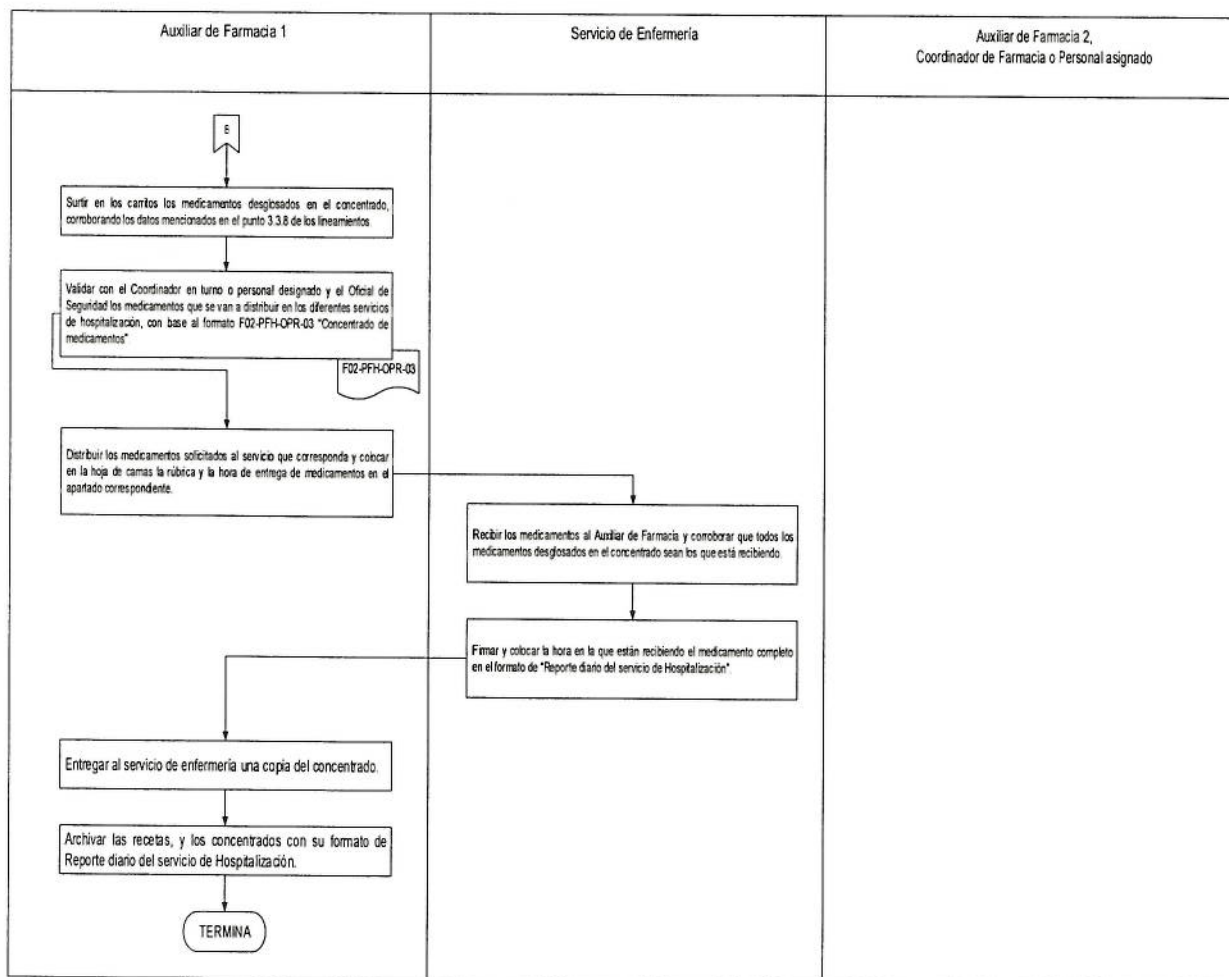 Auxiliar de Farmacia 1
Servicio de Enfermería
Auxiliar de Farmacia 2,
Coordinador de Farmacia o Personal asignado
Surtir en los carritos los medicamentos desglosados en el concentrado,
corroborando los datos mencionados en el punto 3.3.8 de los lineamientos.
Validar con el Coordinador en turno o personal designado y el Oficial de
Seguridad los medicamentos que se van a distribuir en los diferentes servicios
de hospitalización, con base al formato F02-PFH-OPR-03 "Concentrado de
medicamentos"
F02-PFH-OPR-03
Distribuir los medicamentos solicitados al servicio que corresponda y colocar
en la hoja de camas la rúbrica y la hora de entrega de medicamentos en el
apartado correspondiente.
Recibir los medicamentos al Auxiliar de Farmacia y corroborar que todos los
medicamentos desglosados en el concentrado sean los que está recibiendo.
Firmar y colocar la hora en la que están recibiendo el medicamento completo
en el formato de "Reporte diario del servicio de Hospitalización".
Entregar al servicio de enfermería una copia del concentrado.
Archivar las recetas, y los concentrados con su formato de
Reporte diario del servicio de Hospitalización.
TERMINA